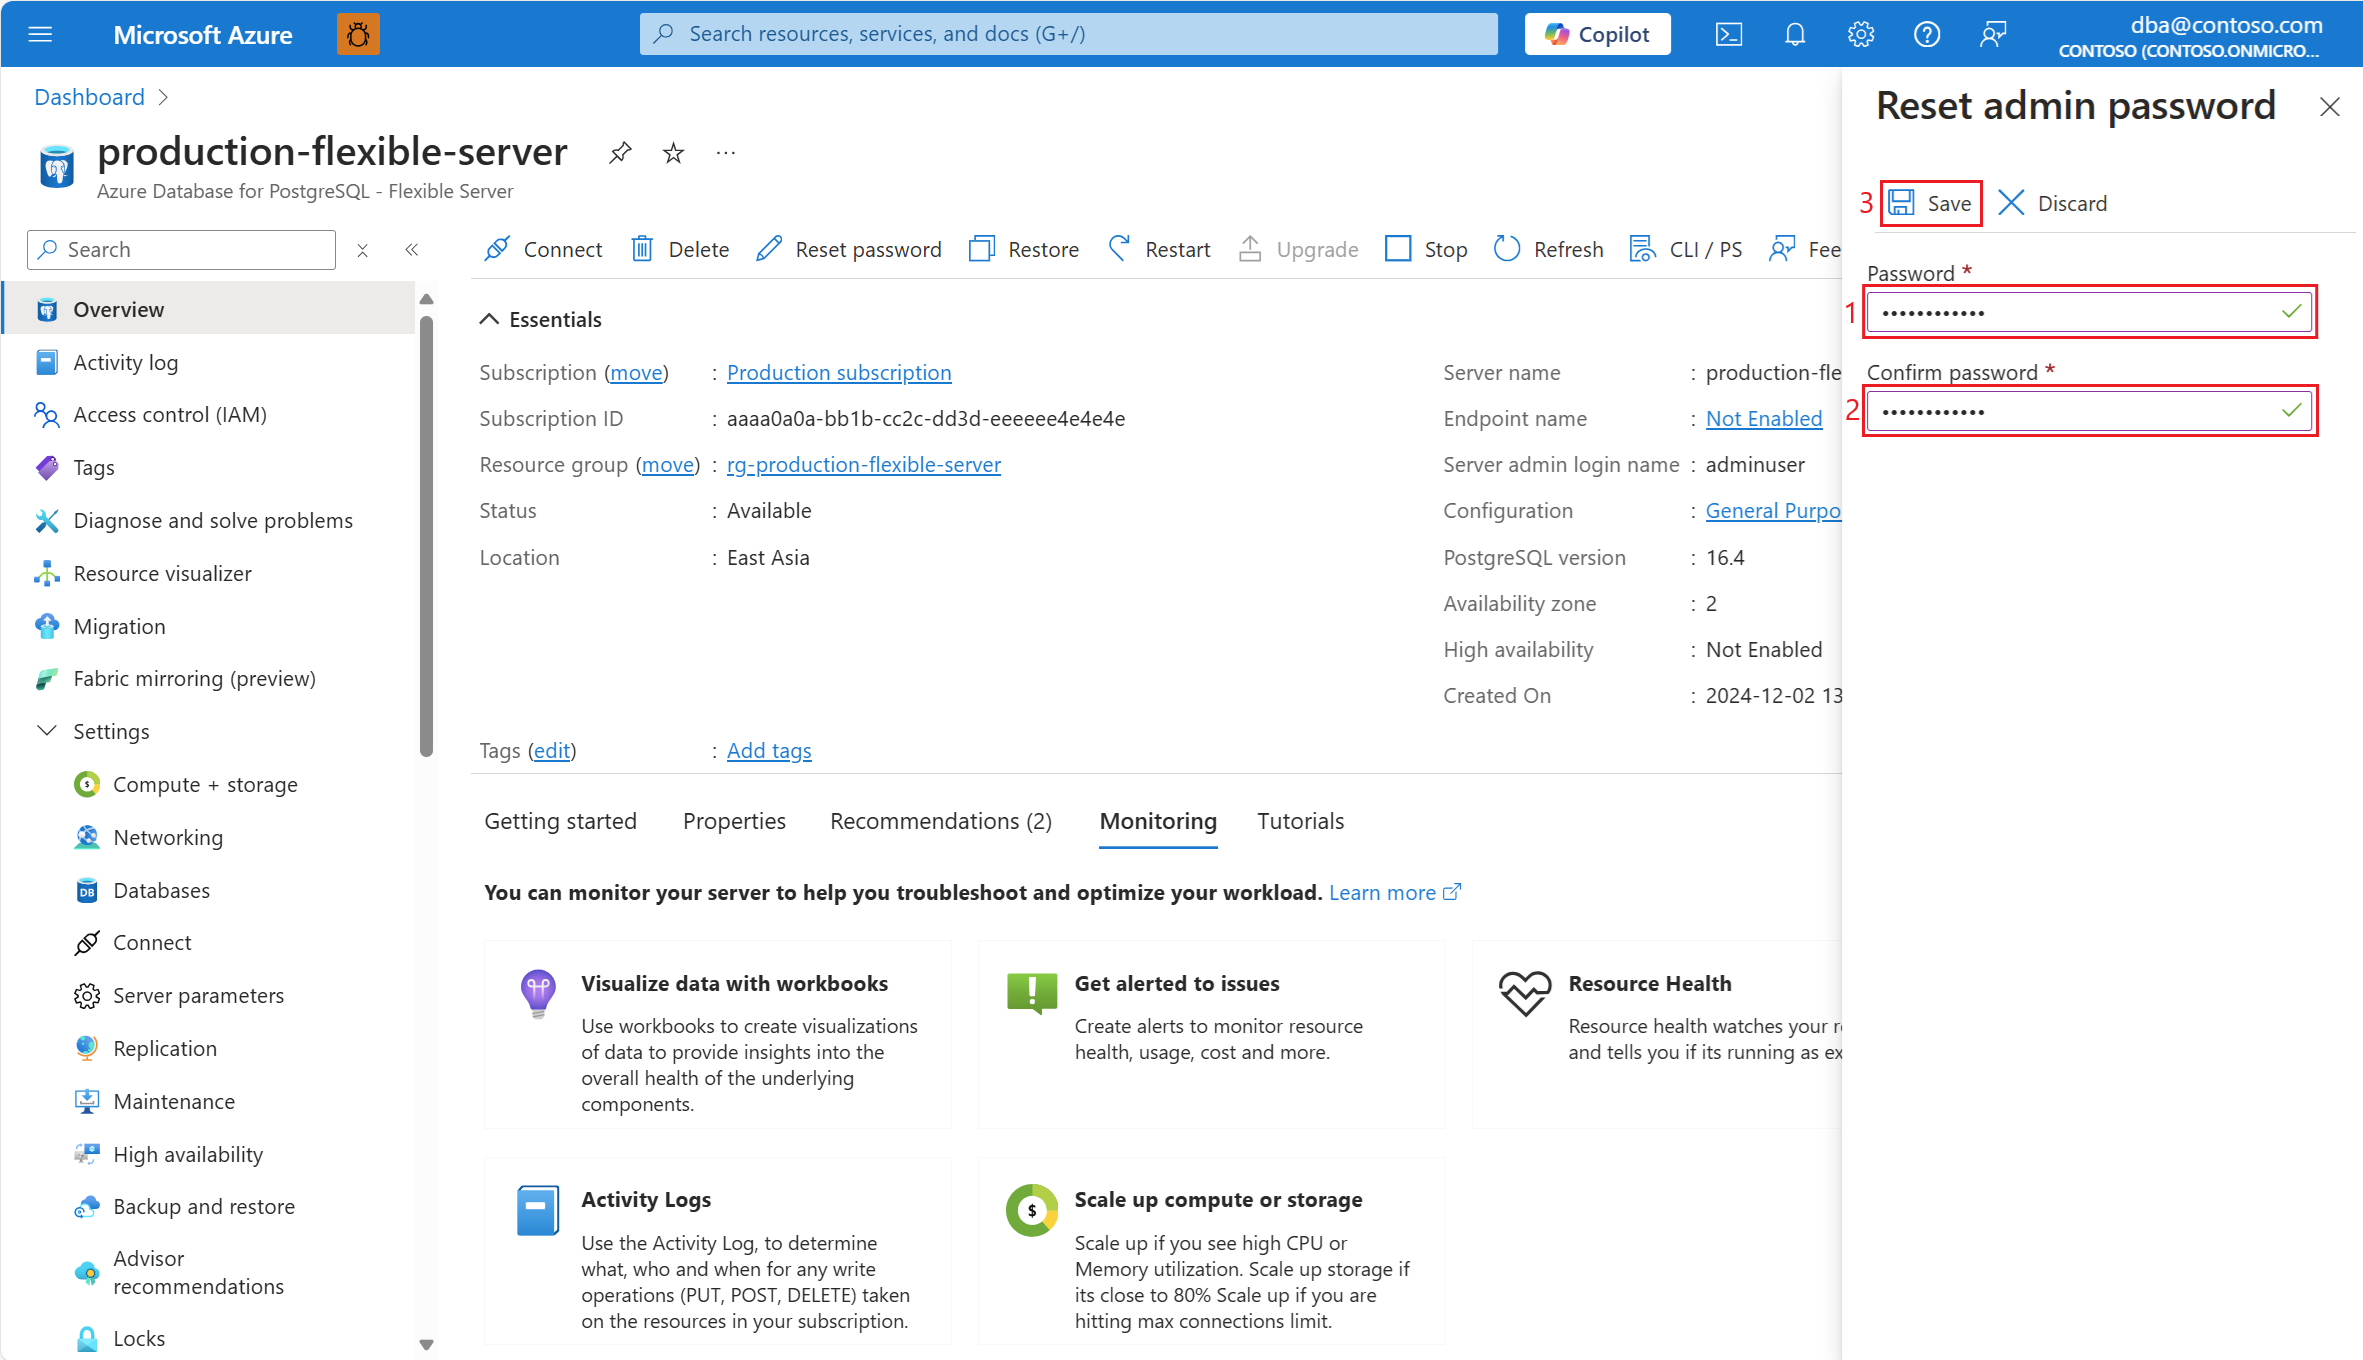 Microsoft Azure
Search resources, services, and docs (G+/)
Copilot
dba@contoso.com
CONTOSO (CONTOSO.ONMICRO...
Dashboard
production-flexible-server
Azure Database for PostgreSQL - Flexible Server
Search
Overview
Activity log
Access control (IAM)
Tags
Diagnose and solve problems
Resource visualizer
Migration
Fabric mirroring (preview)
Settings
Compute + storage
Networking
Databases
Connect
Server parameters
Replication
Maintenance
High availability
Backup and restore
Advisor
recommendations
Locks
Connect Delete Reset password Restore Restart Upgrade Stop Refresh CLI / PS Fee
Essentials
Subscription (move) : Production subscription
Subscription ID : aaaa0a0a-bb1b-cc2c-dd3d-eeeeee4e4e4e
Resource group (move) : rg-production-flexible-server
Status : Available
Location : East Asia
Server name : production-fle
Endpoint name : Not Enabled
Server admin login name : adminuser
Configuration : General Purpo
PostgreSQL version : 16.4
Availability zone : 2
High availability : Not Enabled
Created On : 2024-12-02 13
Tags (edit) : Add tags
Getting started Properties Recommendations (2) Monitoring Tutorials
You can monitor your server to help you troubleshoot and optimize your workload. Learn more
Visualize data with workbooks
Use workbooks to create visualizations
of data to provide insights into the
overall health of the underlying
components.
Get alerted to issues
Create alerts to monitor resource
health, usage, cost and more.
Resource Health
Resource health watches your r
and tells you if its running as ex
Activity Logs
Use the Activity Log, to determine
what, who and when for any write
operations (PUT, POST, DELETE) taken
on the resources in your subscription.
Scale up compute or storage
Scale up if you see high CPU or
Memory utilization. Scale up storage if
its close to 80% Scale up if you are
hitting max connections limit.
Reset admin password
3 Save Discard
Password *
1 ••••••••••••
Confirm password *
2 ••••••••••••